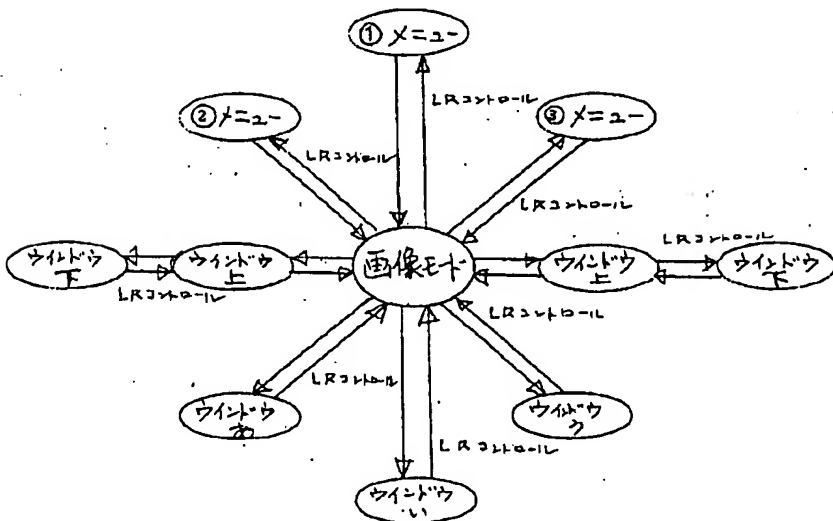 ① メニュー
LRコントロール
② メニュー
③ メニュー
LRコントロール
LRコントロール
画像モード
ウインドウ
下
ウインドウ
上
LRコントロール
ウインドウ
上
LRコントロール
ウインドウ
下
LRコントロール
LRコントロール
ウインドウ
あ
ウインドウ
う
LRコントロール
ウインドウ
い